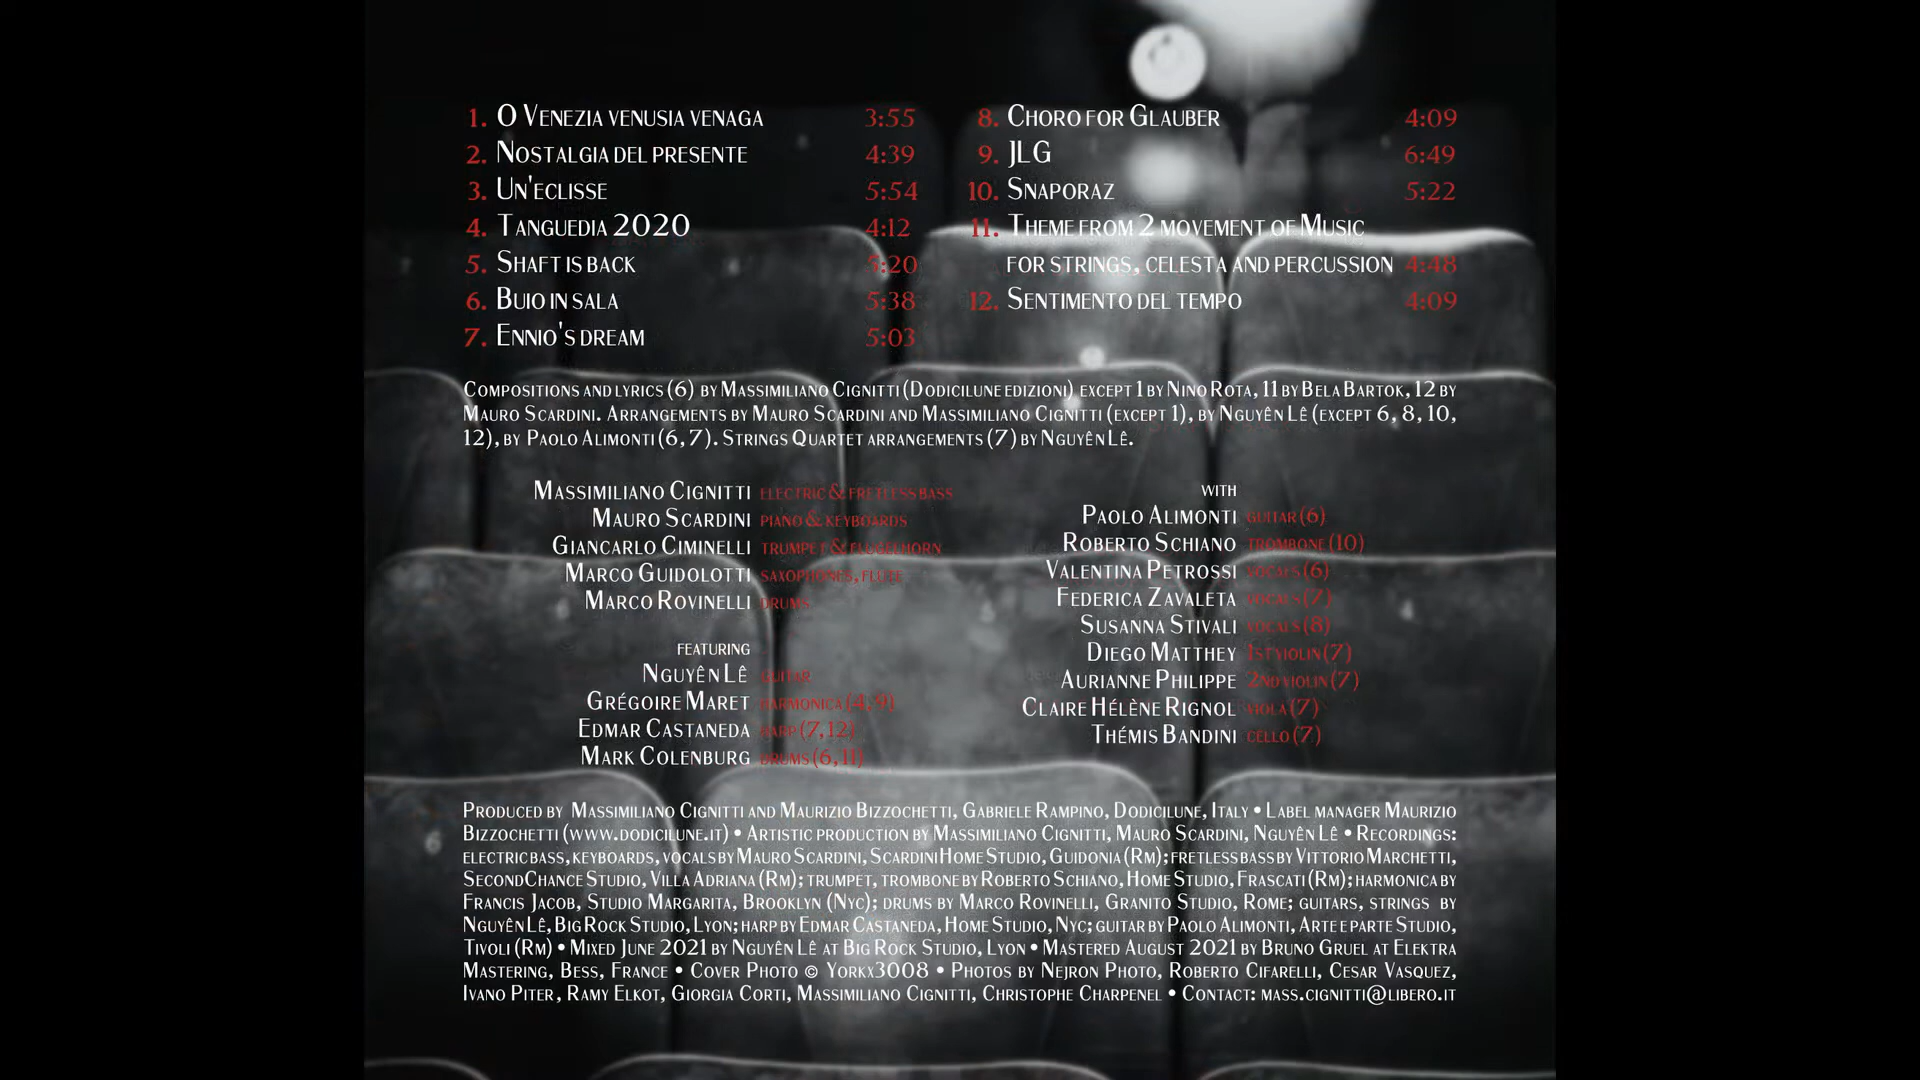 1. O Venezia venusia venaga 3:55
2. Nostalgia del presente 4:39
3. Un'eclisse 5:54
4. Tanguedia 2020 4:12
5. Shaft is back 5:20
6. Buio in sala 5:38
7. Ennio's dream 5:03
8. Choro for Glauber 4:09
9. JLG 6:49
10. Snaporaz 5:22
11. Theme from 2 movement of Music
for strings, celesta and percussion 4:48
12. Sentimento del tempo 4:09
Compositions and lyrics (6) by Massimiliano Cignitti (Dodicilune edizioni) except 1 by Nino Rota, 11 by Bela Bartok, 12 by
Mauro Scardini. Arrangements by Mauro Scardini and Massimiliano Cignitti (except 1), by Nguyên Lê (except 6, 8, 10,
12), by Paolo Alimonti (6, 7). Strings Quartet arrangements (7) by Nguyên Lê.
Massimiliano Cignitti electric & fretless bass
Mauro Scardini piano & keyboards
Giancarlo Ciminelli trumpet & flugelhorn
Marco Guidolotti saxophones, flute
Marco Rovinelli drums
featuring
Nguyên Lê guitar
Grégoire Maret harmonica (4, 9)
Edmar Castaneda harp (7, 12)
Mark Colenburg drums (6, 11)
with
Paolo Alimonti guitar (6)
Roberto Schiano trombone (10)
Valentina Petrossi vocals (6)
Federica Zavaleta vocals (7)
Susanna Stivali vocals (8)
Diego Matthey 1st violin (7)
Aurianne Philippe 2nd violin (7)
Claire Hélène Rignol viola (7)
Thémis Bandini cello (7)
Produced by Massimiliano Cignitti and Maurizio Bizzochetti, Gabriele Rampino, Dodicilune, Italy • Label manager Maurizio
Bizzochetti (www.dodicilune.it) • Artistic production by Massimiliano Cignitti, Mauro Scardini, Nguyên Lê • Recordings:
electric bass, keyboards, vocals by Mauro Scardini, Scardini Home Studio, Guidonia (Rm); fretless bass by Vittorio Marchetti,
Second Chance Studio, Villa Adriana (Rm); trumpet, trombone by Roberto Schiano, Home Studio, Frascati (Rm); harmonica by
Francis Jacob, Studio Margarita, Brooklyn (Nyc); drums by Marco Rovinelli, Granito Studio, Rome; guitars, strings by
Nguyên Lê, Big Rock Studio, Lyon; harp by Edmar Castaneda, Home Studio, Nyc; guitar by Paolo Alimonti, Arte e parte Studio,
Tivoli (Rm) • Mixed June 2021 by Nguyên Lê at Big Rock Studio, Lyon • Mastered August 2021 by Bruno Gruel at Elektra
Mastering, Bess, France • Cover Photo © Yorkx3008 • Photos by Nejron Photo, Roberto Cifarelli, Cesar Vasquez,
Ivano Piter, Ramy Elkot, Giorgia Corti, Massimiliano Cignitti, Christophe Charpenel • Contact: mass.cignitti@libero.it